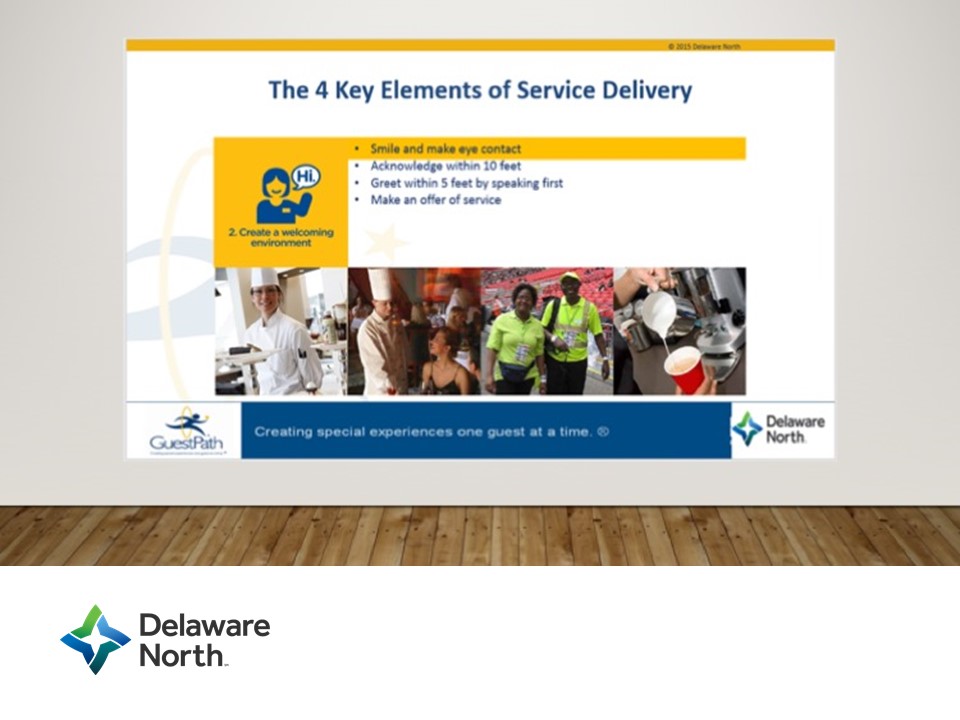 © 2015 Delaware North
The 4 Key Elements of Service Delivery
• Smile and make eye contact
• Acknowledge within 10 feet
• Greet within 5 feet by speaking first
• Make an offer of service
Hi.
2. Create a welcoming
environment
GuestPath
Creating special experiences one guest at a time. ®
Delaware
North
Delaware
North